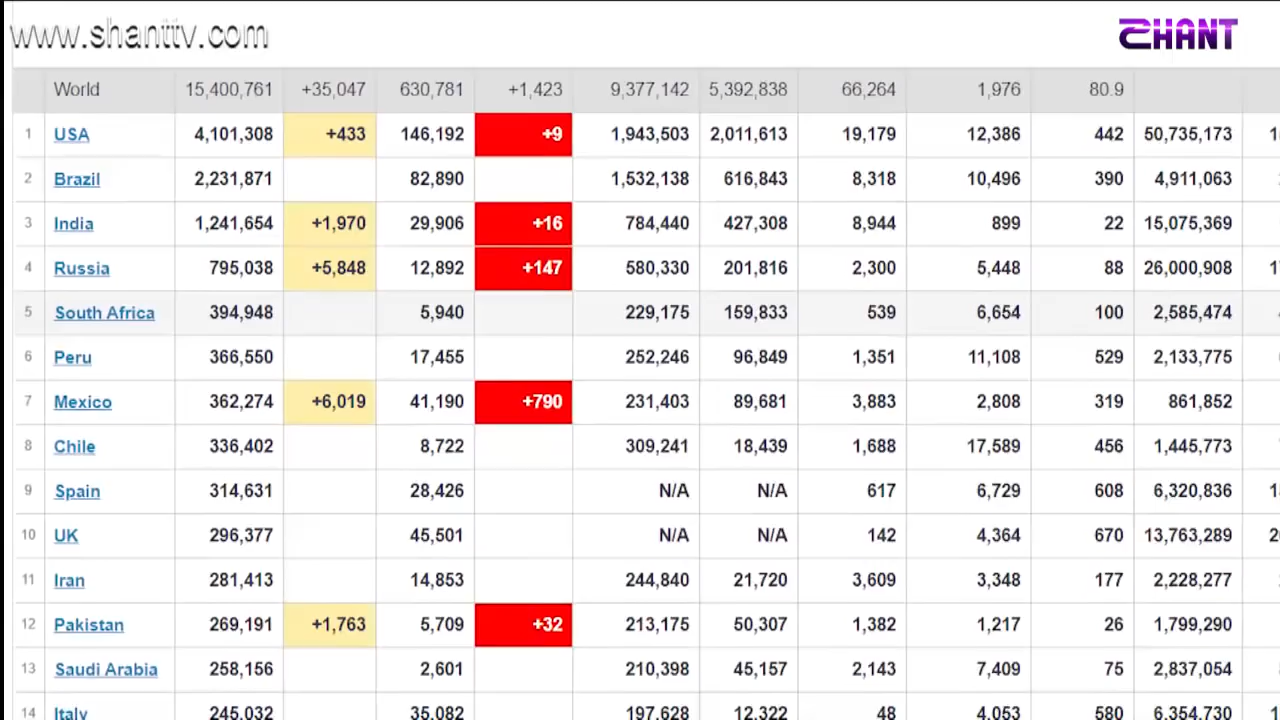 www.shanttv.com
SHANT
World 15,400,761 +35,047 630,781 +1,423 9,377,142 5,392,838 66,264 1,976 80.9
1 USA 4,101,308 +433 146,192 +9 1,943,503 2,011,613 19,179 12,386 442 50,735,173
2 Brazil 2,231,871 82,890 1,532,138 616,843 8,318 10,496 390 4,911,063
3 India 1,241,654 +1,970 29,906 +16 784,440 427,308 8,944 899 22 15,075,369
4 Russia 795,038 +5,848 12,892 +147 580,330 201,816 2,300 5,448 88 26,000,908
5 South Africa 394,948 5,940 229,175 159,833 539 6,654 100 2,585,474
6 Peru 366,550 17,455 252,246 96,849 1,351 11,108 529 2,133,775
7 Mexico 362,274 +6,019 41,190 +790 231,403 89,681 3,883 2,808 319 861,852
8 Chile 336,402 8,722 309,241 18,439 1,688 17,589 456 1,445,773
9 Spain 314,631 28,426 N/A N/A 617 6,729 608 6,320,836
10 UK 296,377 45,501 N/A N/A 142 4,364 670 13,763,289
11 Iran 281,413 14,853 244,840 21,720 3,609 3,348 177 2,228,277
12 Pakistan 269,191 +1,763 5,709 +32 213,175 50,307 1,382 1,217 26 1,799,290
13 Saudi Arabia 258,156 2,601 210,398 45,157 2,143 7,409 75 2,837,054
14 Italy 245,032 35,082 197,628 12,322 48 4,053 580 6,354,730